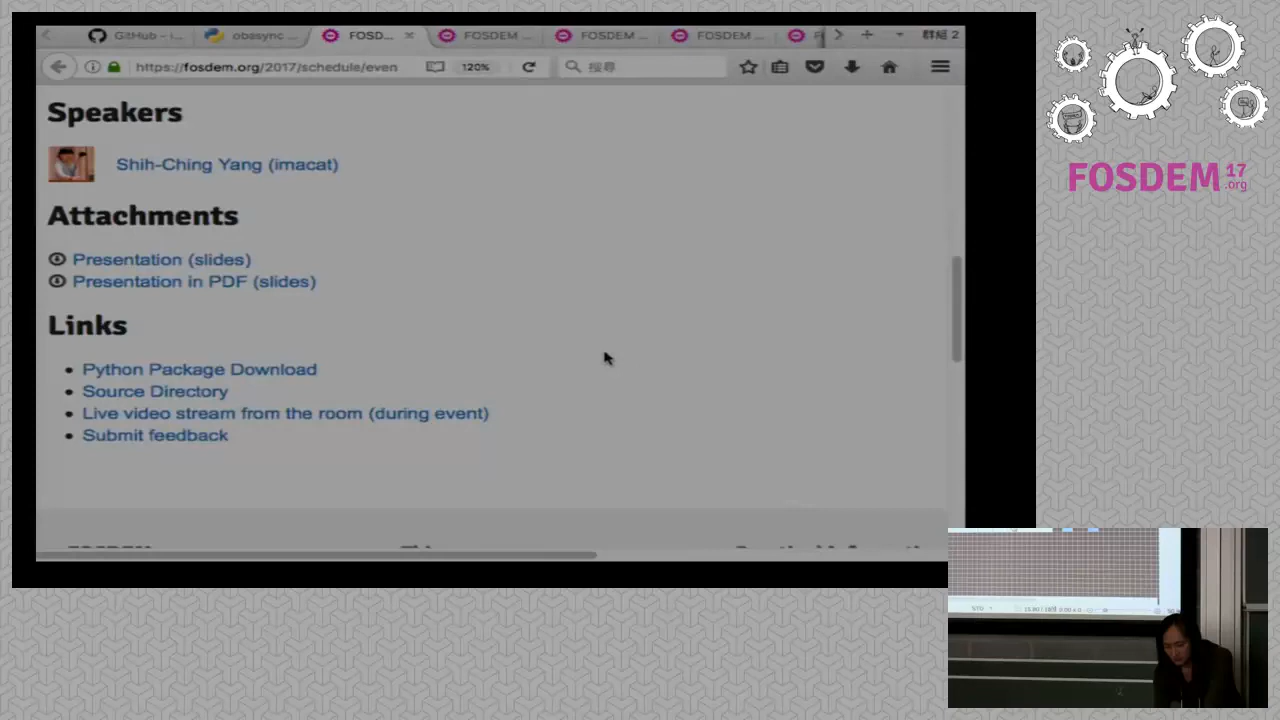 GitHub - i...
obasync ...
FOSD...
FOSDEM ...
FOSDEM ...
FOSDEM ...
群組 2
https://fosdem.org/2017/schedule/even
120%
搜尋
Speakers
Shih-Ching Yang (imacat)
Attachments
Presentation (slides)
Presentation in PDF (slides)
Links
Python Package Download
Source Directory
Live video stream from the room (during event)
Submit feedback
FOSDEM 17
.org